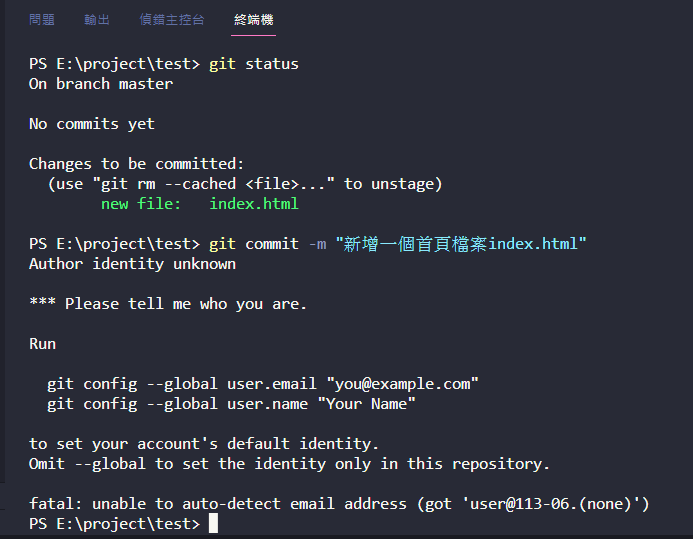 問題 輸出 偵錯主控台 終端機
PS E:\project\test> git status
On branch master
No commits yet
Changes to be committed:
  (use "git rm --cached <file>..." to unstage)
        new file:   index.html
PS E:\project\test> git commit -m "新增一個首頁檔案index.html"
Author identity unknown
*** Please tell me who you are.
Run
  git config --global user.email "you@example.com"
  git config --global user.name "Your Name"
to set your account's default identity.
Omit --global to set the identity only in this repository.
fatal: unable to auto-detect email address (got 'user@113-06.(none)')
PS E:\project\test>